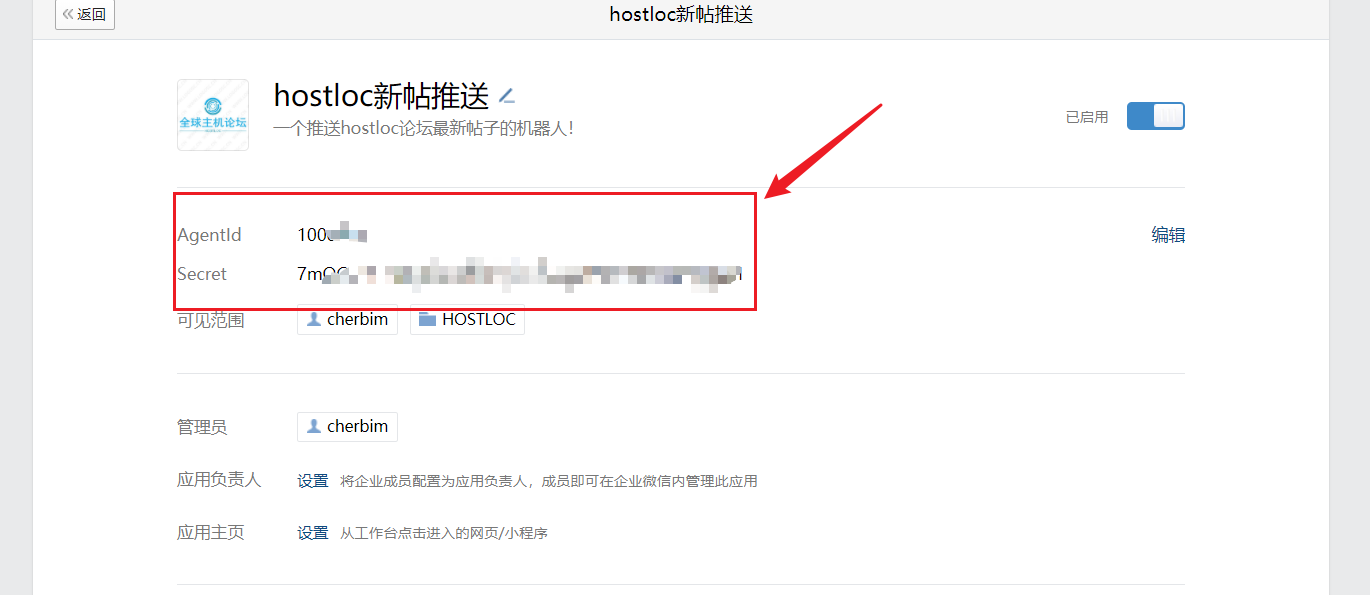 返回
hostloc新帖推送
全球主机论坛
hostloc新帖推送
一个推送hostloc论坛最新帖子的机器人!
已启用
AgentId 100
编辑
Secret 7mO
可见范围 cherbim HOSTLOC
管理员 cherbim
应用负责人 设置 将企业成员配置为应用负责人，成员即可在企业微信内管理此应用
应用主页 设置 从工作台点击进入的网页/小程序